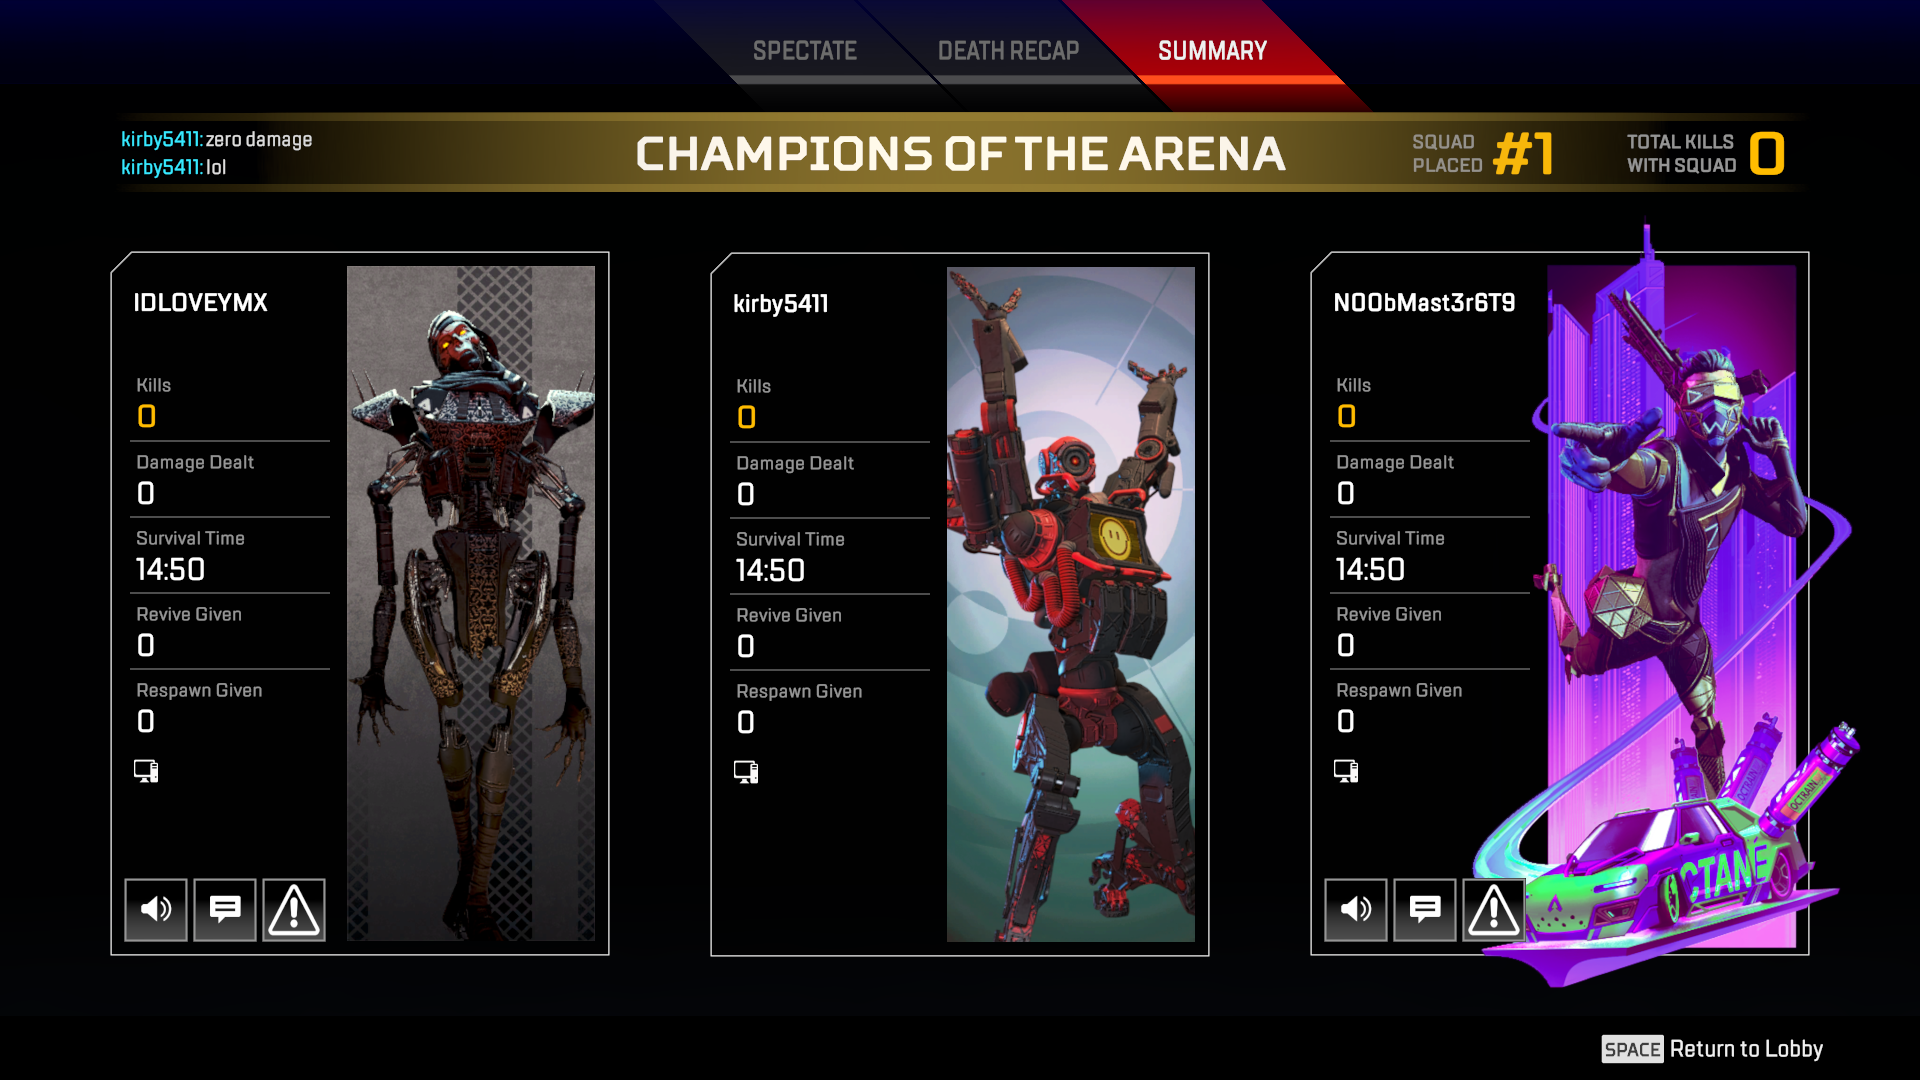 SPECTATE
DEATH RECAP
SUMMARY
kirby5411: zero damage
kirby5411: lol
CHAMPIONS OF THE ARENA
SQUAD PLACED #1
TOTAL KILLS WITH SQUAD 0
IDLOVEYMX
Kills
0
Damage Dealt
0
Survival Time
14:50
Revive Given
0
Respawn Given
0
kirby5411
Kills
0
Damage Dealt
0
Survival Time
14:50
Revive Given
0
Respawn Given
0
N00bMast3r6T9
Kills
0
Damage Dealt
0
Survival Time
14:50
Revive Given
0
Respawn Given
0
OCTRAIN
OCTRAIN
CTANE
SPACE Return to Lobby